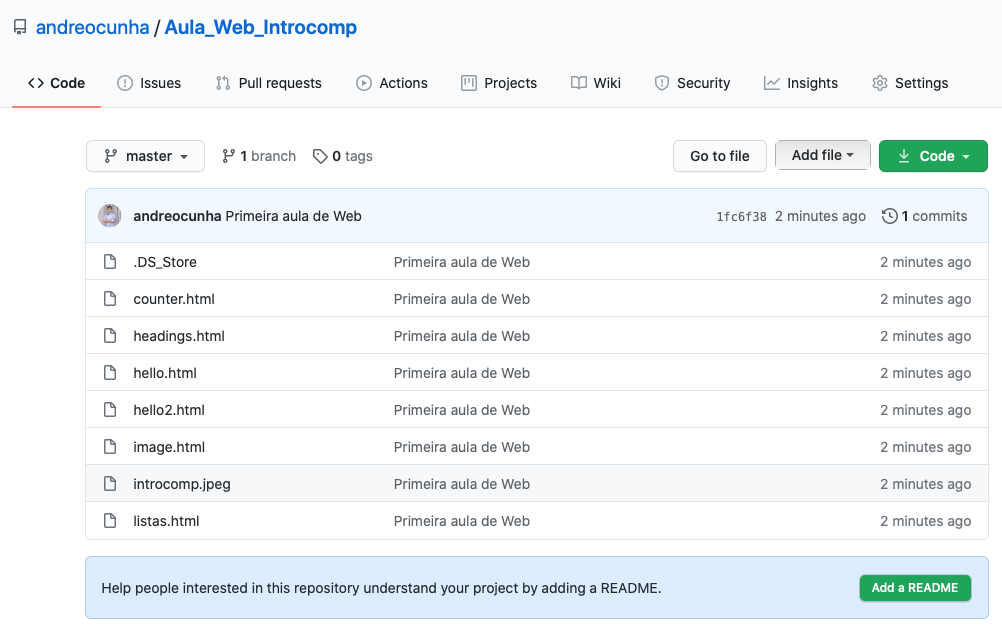 andreocunha / Aula_Web_Introcomp
Code Issues Pull requests Actions Projects Wiki Security Insights Settings
master 1 branch 0 tags Go to file Add file Code
andreocunha Primeira aula de Web 1fc6f38 2 minutes ago 1 commits
.DS_Store Primeira aula de Web 2 minutes ago
counter.html Primeira aula de Web 2 minutes ago
headings.html Primeira aula de Web 2 minutes ago
hello.html Primeira aula de Web 2 minutes ago
hello2.html Primeira aula de Web 2 minutes ago
image.html Primeira aula de Web 2 minutes ago
introcomp.jpeg Primeira aula de Web 2 minutes ago
listas.html Primeira aula de Web 2 minutes ago
Help people interested in this repository understand your project by adding a README. Add a README